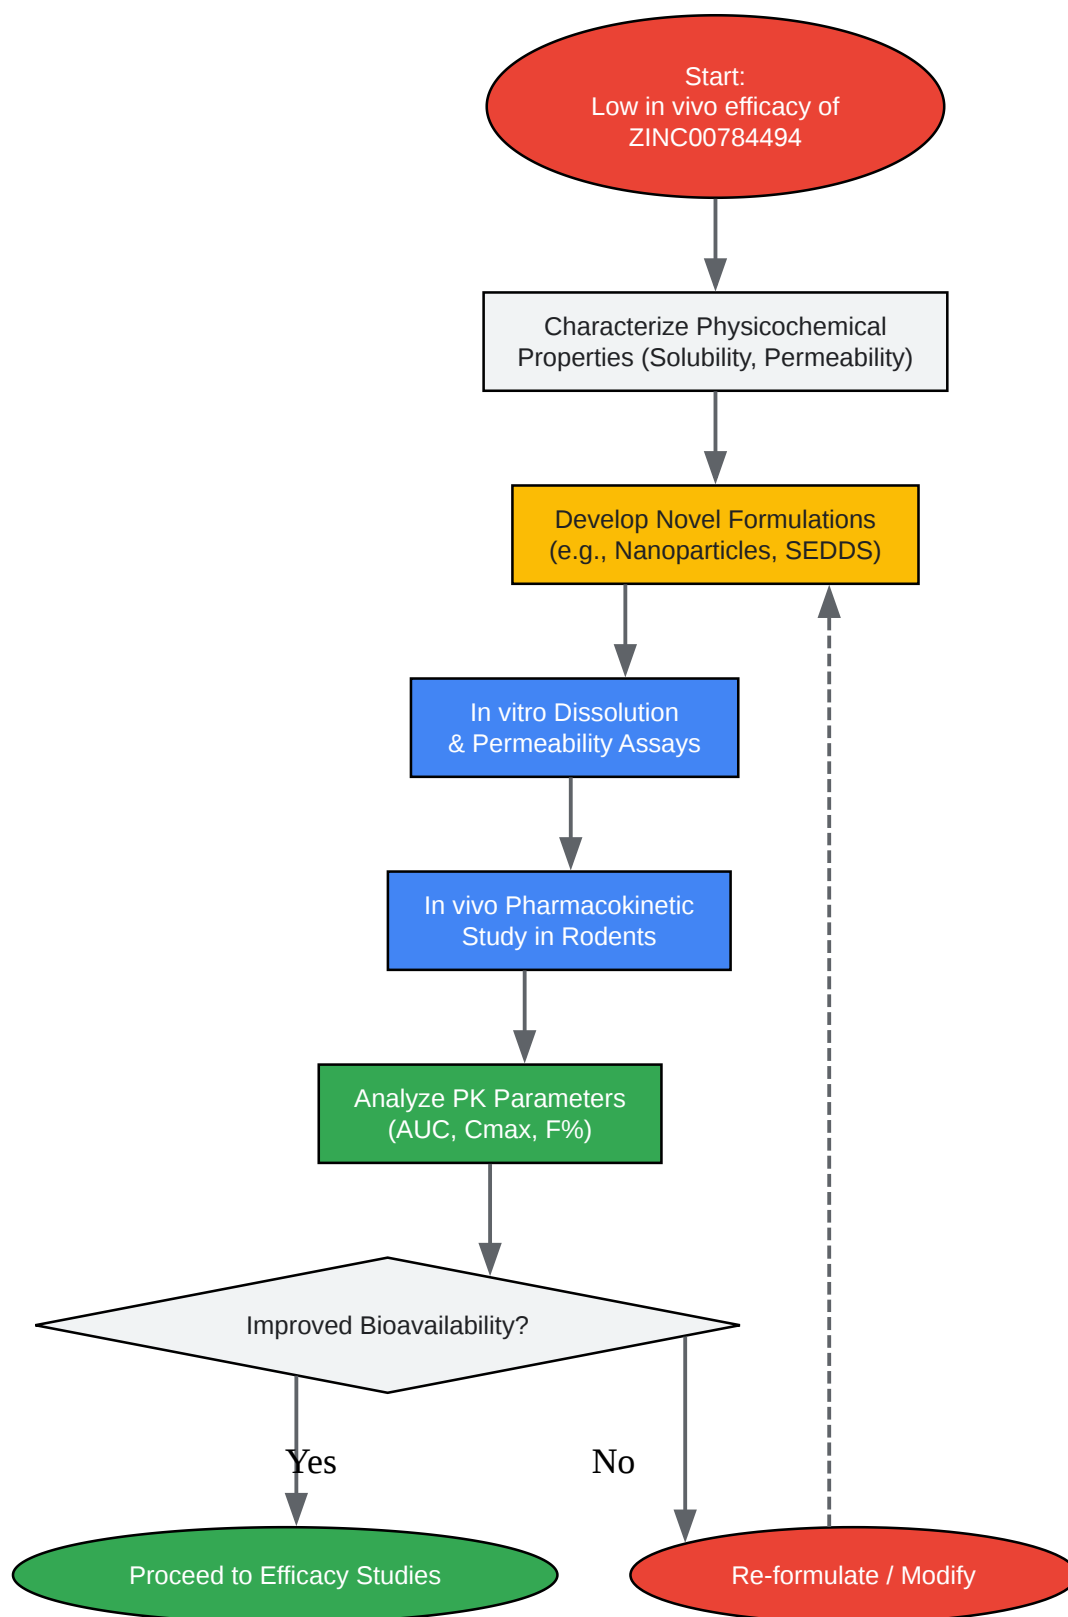 Start:
Low in vivo efficacy of
ZINC00784494
Characterize Physicochemical
Properties (Solubility, Permeability)
Develop Novel Formulations
(e.g., Nanoparticles, SEDDS)
In vitro Dissolution
& Permeability Assays
In vivo Pharmacokinetic
Study in Rodents
Analyze PK Parameters
(AUC, Cmax, F%)
Improved Bioavailability?
Yes
No
Proceed to Efficacy Studies
Re-formulate / Modify